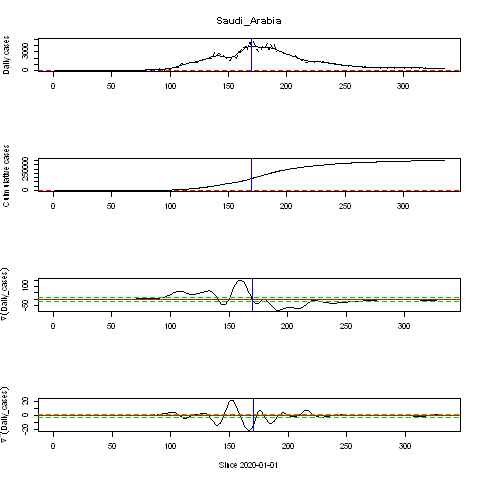 Saudi_Arabia
Daily cases
0 3000
0 50 100 150 200 250 300
Cumulative cases
0 250000
0 50 100 150 200 250 300
∇(Daily_cases)
-50 100
0 50 100 150 200 250 300
∇²(Daily_cases)
-20 0 20
0 50 100 150 200 250 300
Since 2020-01-01